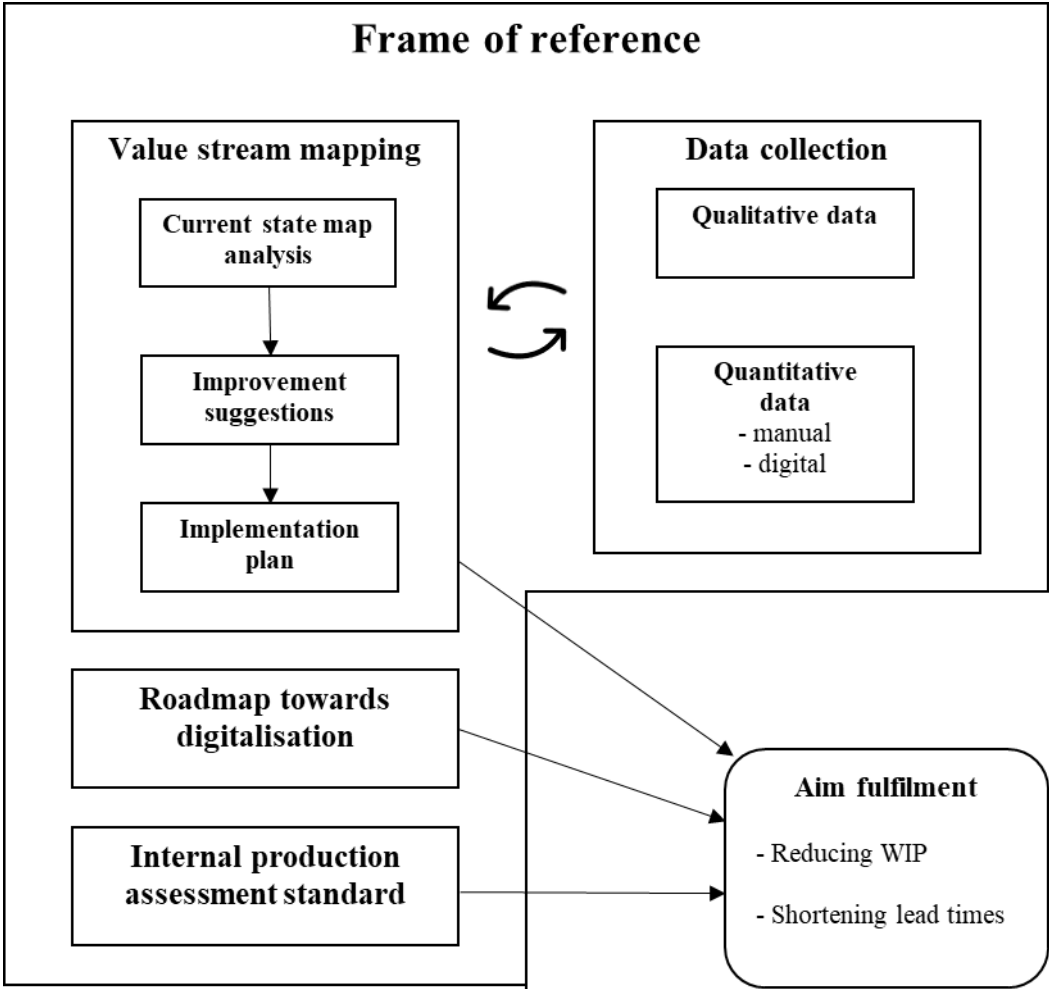 Frame of reference
Value stream mapping
Current state map
analysis
Improvement
suggestions
Implementation
plan
Data collection
Qualitative data
Quantitative
data
- manual
- digital
Roadmap towards
digitalisation
Internal production
assessment standard
Aim fulfilment
- Reducing WIP
- Shortening lead times